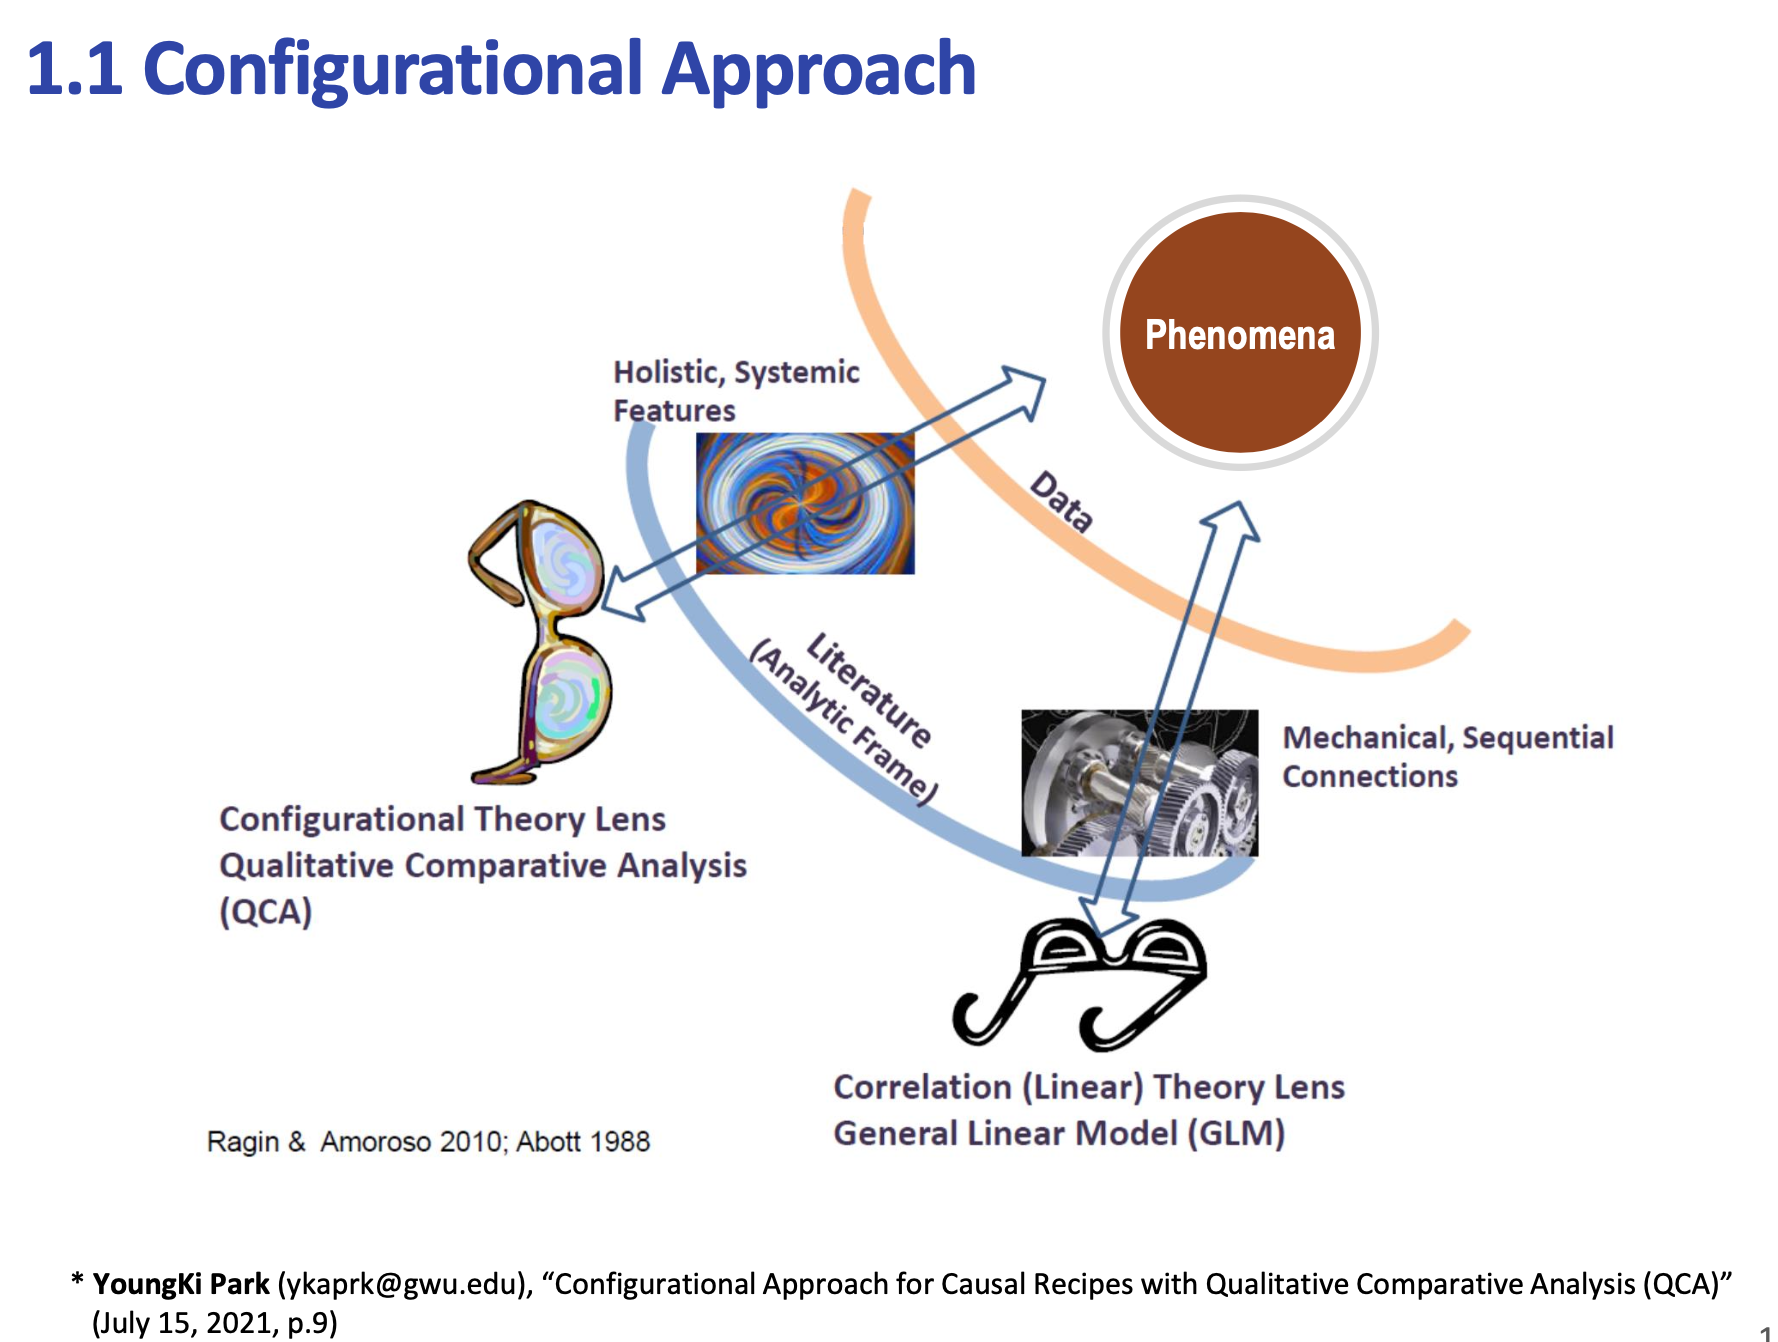 1.1 Configurational Approach
Phenomena
Holistic, Systemic
Features
Data
Literature
(Analytic Frame)
Mechanical, Sequential
Connections
Configurational Theory Lens
Qualitative Comparative Analysis
(QCA)
Correlation (Linear) Theory Lens
General Linear Model (GLM)
Ragin & Amoroso 2010; Abott 1988
* YoungKi Park (ykaprk@gwu.edu), “Configurational Approach for Causal Recipes with Qualitative Comparative Analysis (QCA)”
(July 15, 2021, p.9)
1